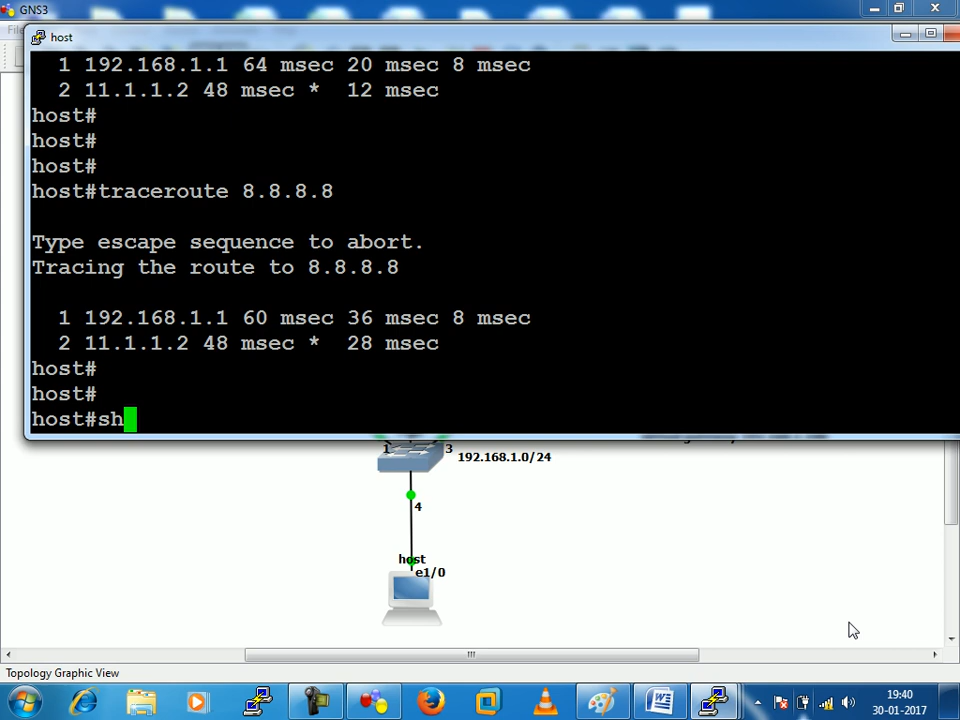 GNS3
host
1 192.168.1.1 64 msec 20 msec 8 msec
2 11.1.1.2 48 msec * 12 msec
host#
host#
host#
host#traceroute 8.8.8.8
Type escape sequence to abort.
Tracing the route to 8.8.8.8
1 192.168.1.1 60 msec 36 msec 8 msec
2 11.1.1.2 48 msec * 28 msec
host#
host#
host#sh
1 3
192.168.1.0/24
4
host
e1/0
Topology Graphic View
19:40
30-01-2017